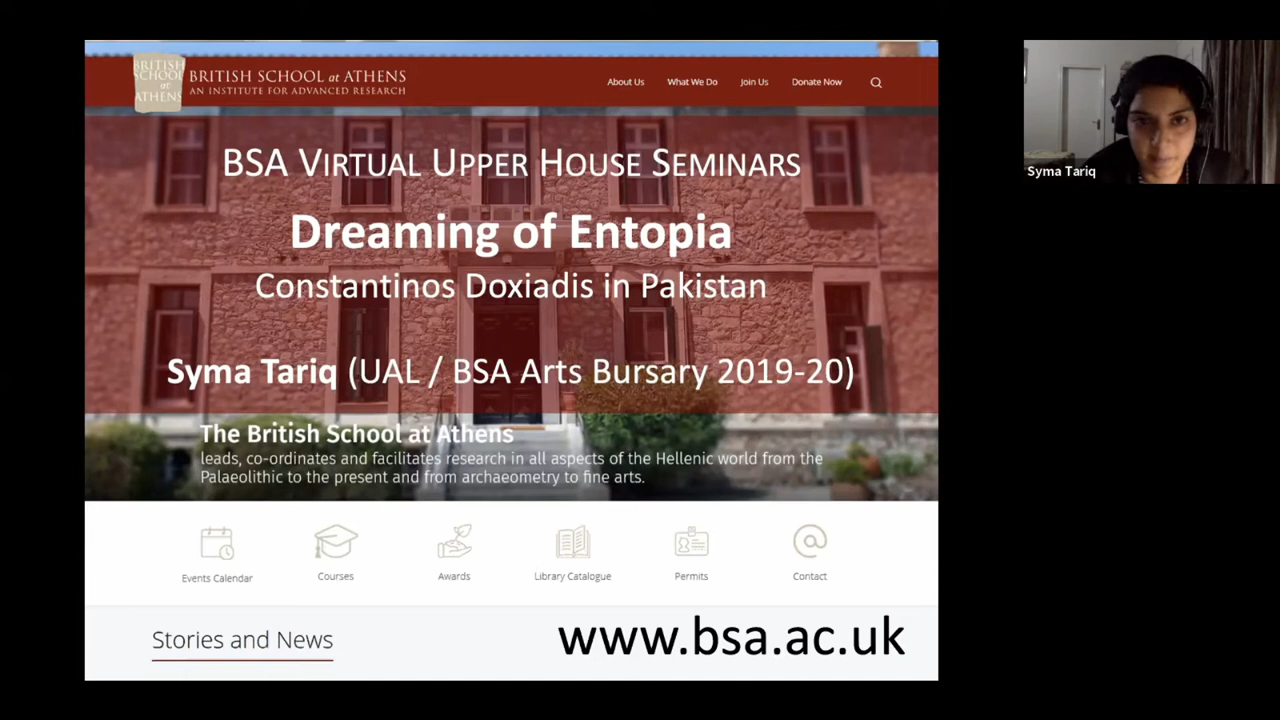 BRITISH
SCHOOL
at
ATHENS
BRITISH SCHOOL at ATHENS
AN INSTITUTE FOR ADVANCED RESEARCH
About Us
What We Do
Join Us
Donate Now
BSA VIRTUAL UPPER HOUSE SEMINARS
Dreaming of Entopia
Constantinos Doxiadis in Pakistan
Syma Tariq (UAL / BSA Arts Bursary 2019-20)
The British School at Athens
leads, co-ordinates and facilitates research in all aspects of the Hellenic world from the
Palaeolithic to the present and from archaeometry to fine arts.
Events Calendar
Courses
Awards
Library Catalogue
Permits
Contact
Stories and News
www.bsa.ac.uk
Syma Tariq